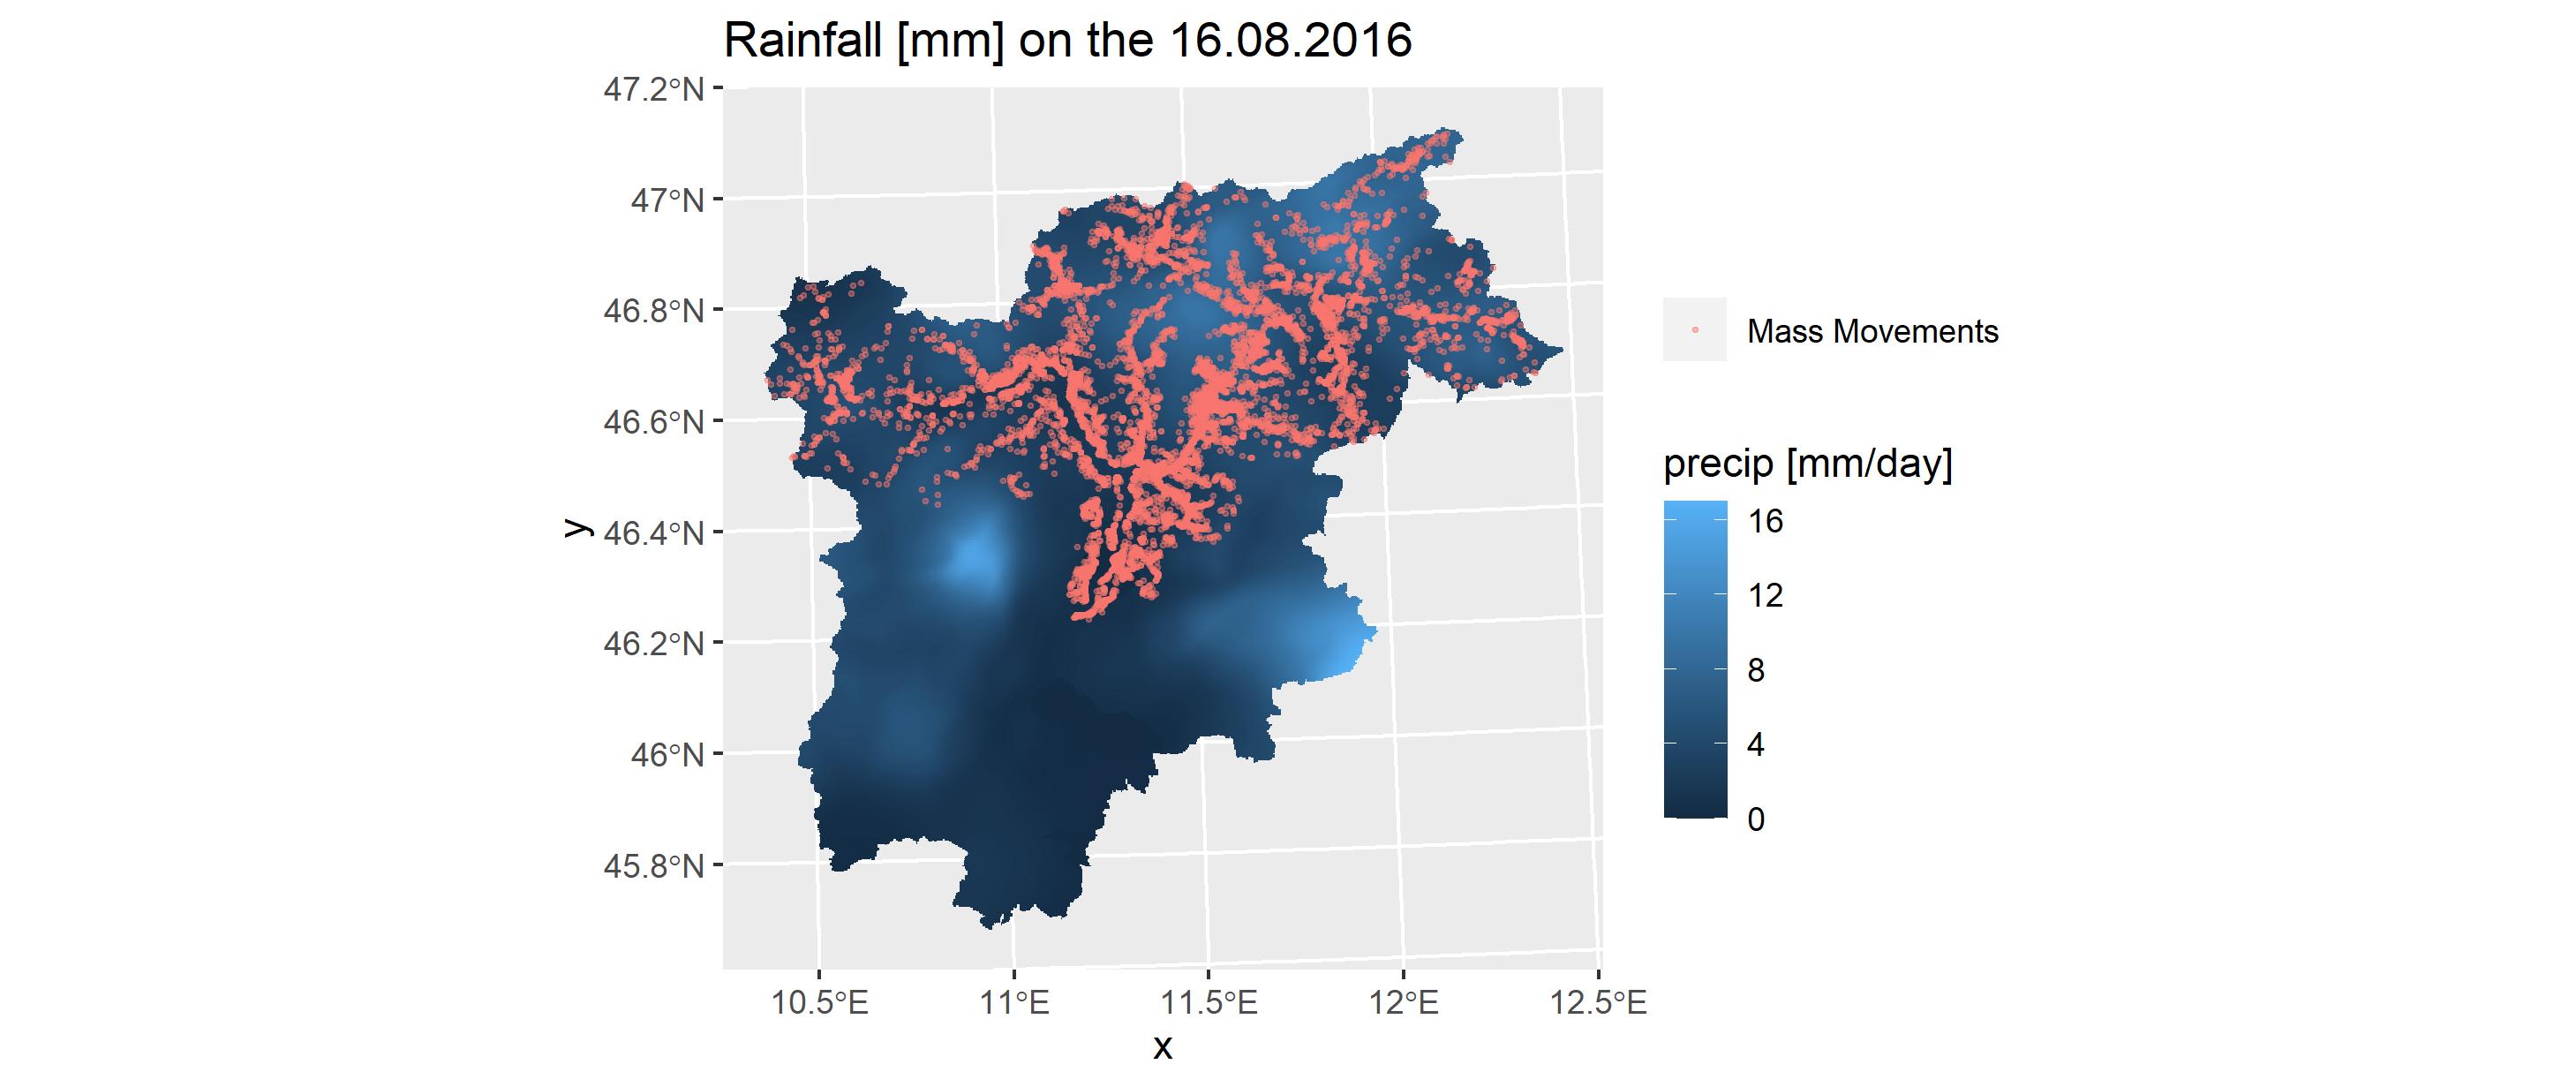 Rainfall [mm] on the 16.08.2016
47.2°N
47°N
46.8°N
46.6°N
46.4°N
46.2°N
46°N
45.8°N
y
10.5°E
11°E
11.5°E
12°E
12.5°E
x
Mass Movements
precip [mm/day]
16
12
8
4
0